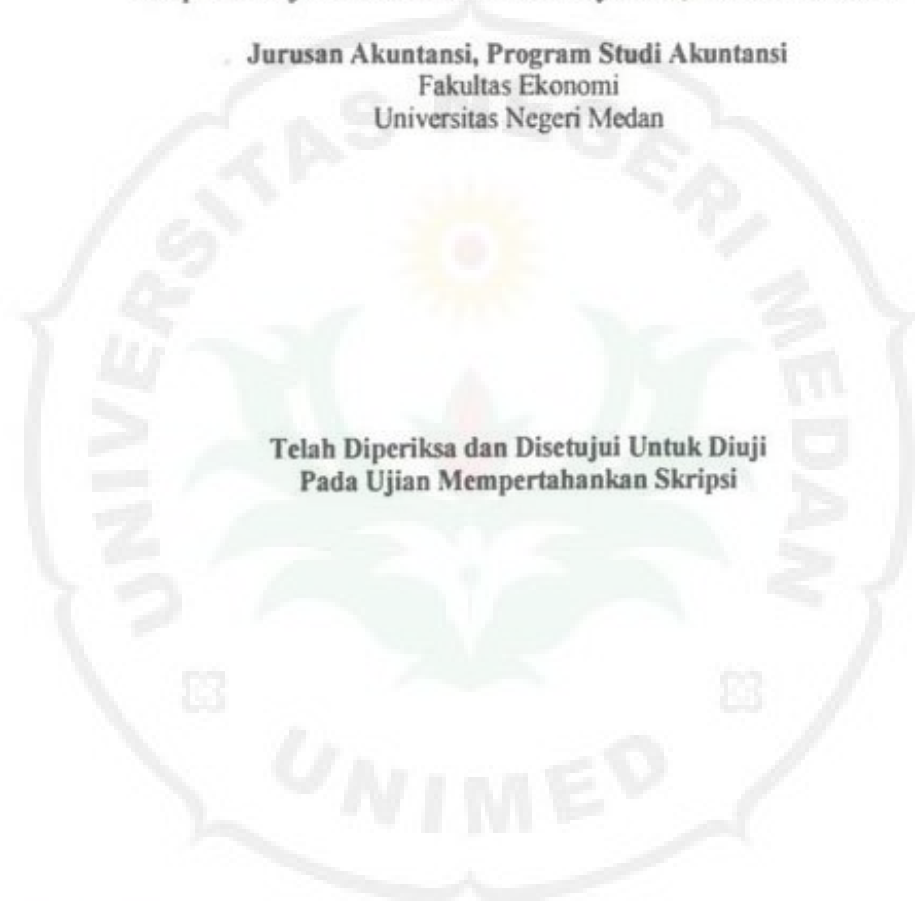 Jurusan Akuntansi, Program Studi Akuntansi
Fakultas Ekonomi
Universitas Negeri Medan
Telah Diperiksa dan Disetujui Untuk Diuji
Pada Ujian Mempertahankan Skripsi
UNIVERSITAS NEGERI MEDAN
UNIMED